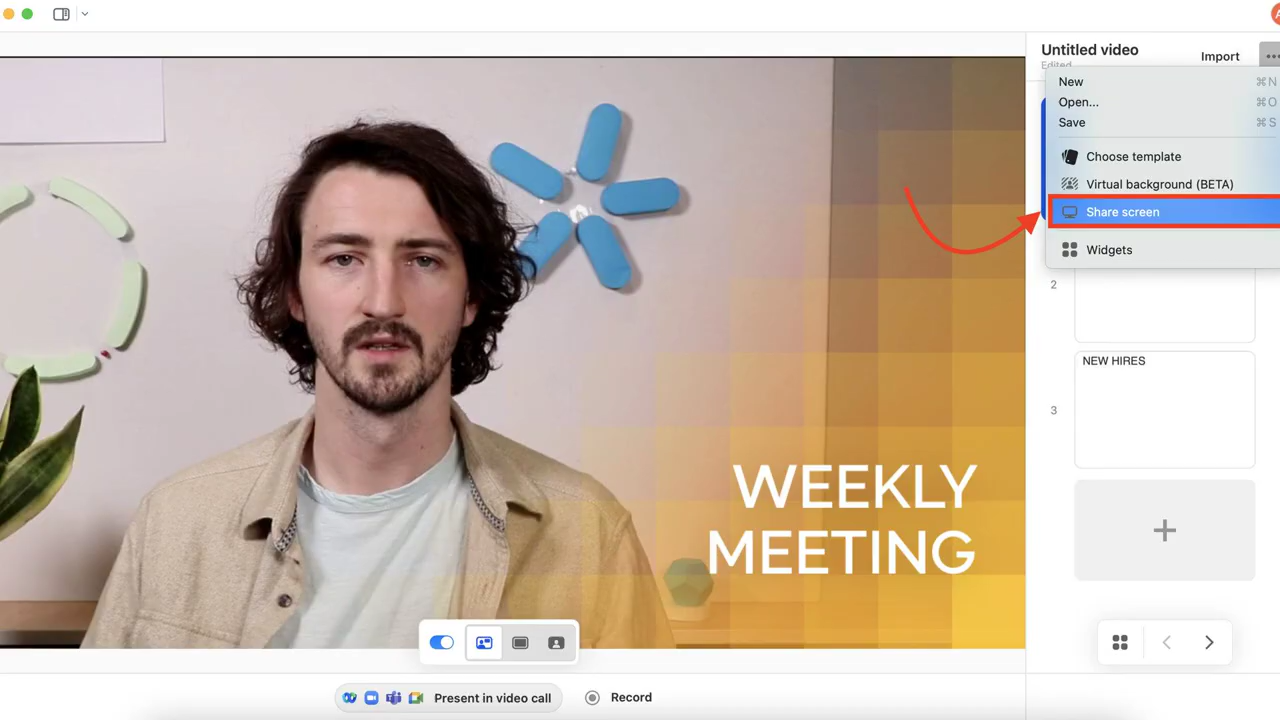 Untitled video
Import
Edited
New ⌘N
Open... ⌘O
Save ⌘S
Choose template
Virtual background (BETA)
Share screen
Widgets
2
NEW HIRES
3
WEEKLY
MEETING
Present in video call
Record